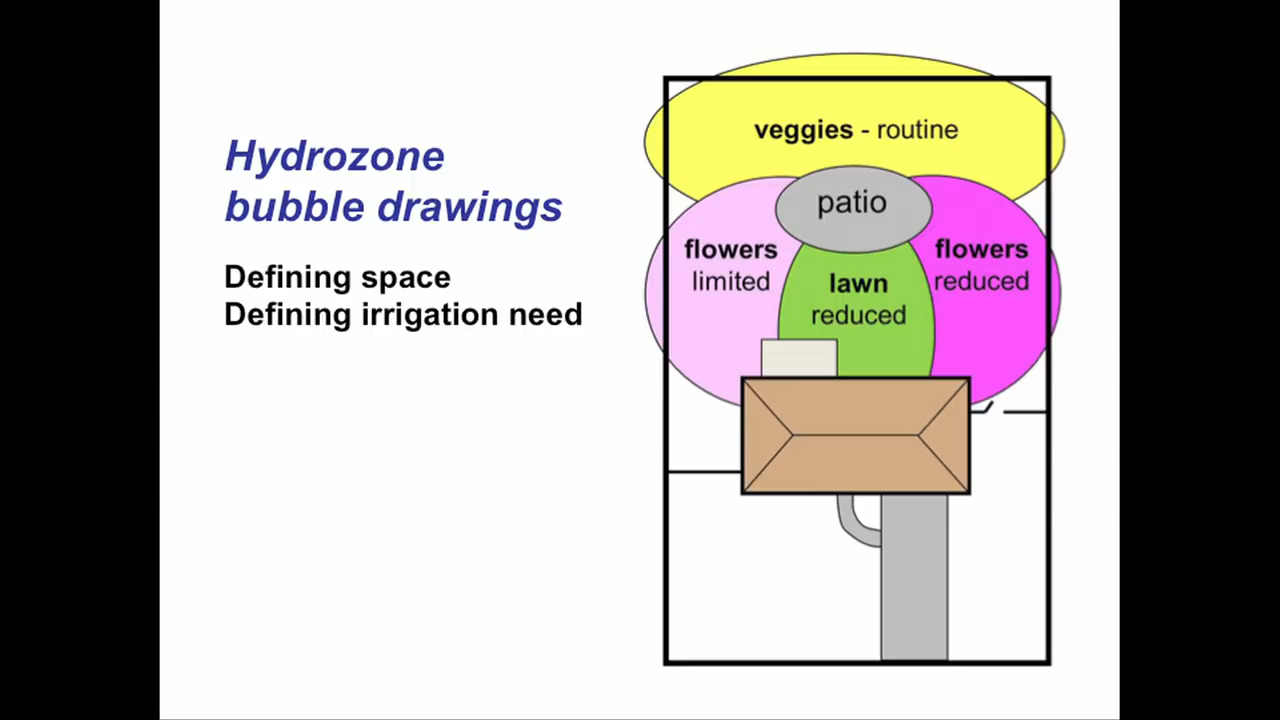 Hydrozone
bubble drawings
Defining space
Defining irrigation need
veggies - routine
patio
flowers
limited
lawn
reduced
flowers
reduced